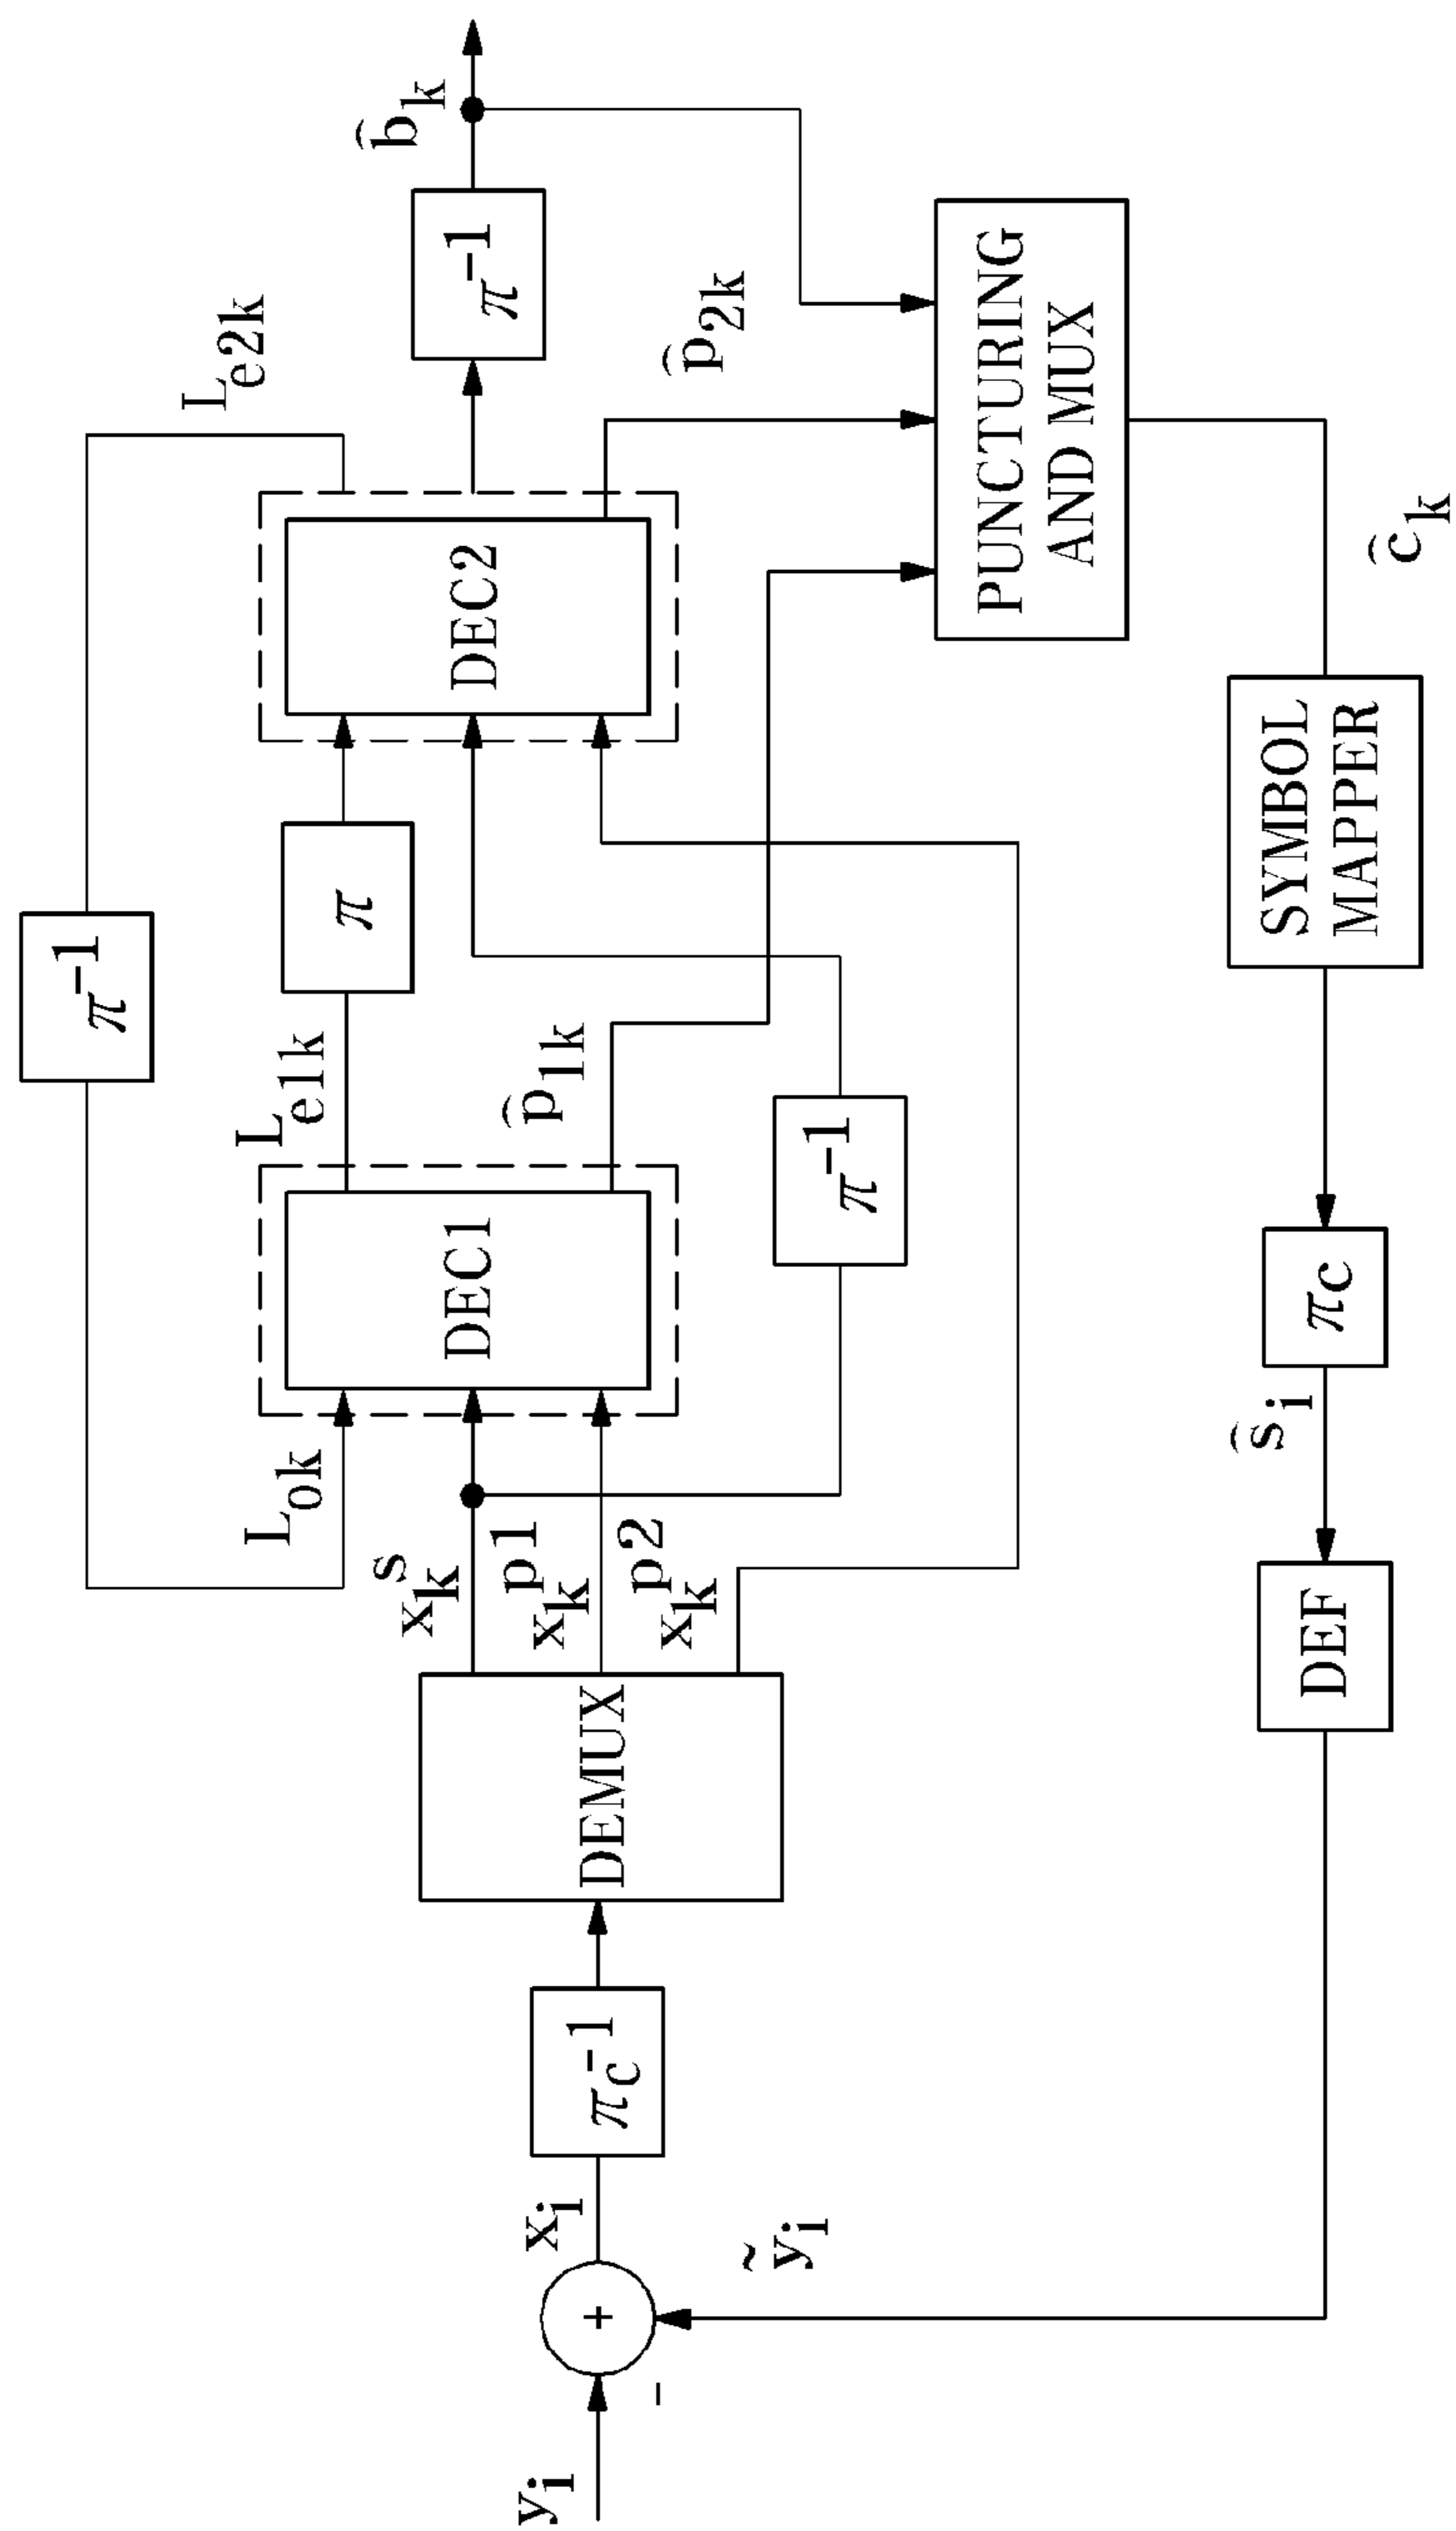 π⁻¹
L_e2k
L_ok
L_e1k
π
b̂_k
x_k^s
DEC1
DEC2
π⁻¹
y_i
+
x_i
π_c⁻¹
DEMUX
x_k^p1
p̂_1k
x_k^p2
p̂_2k
-
ỹ_i
π⁻¹
PUNCTURING
AND MUX
DEF
ŝ_i
π_c
SYMBOL
MAPPER
ĉ_k